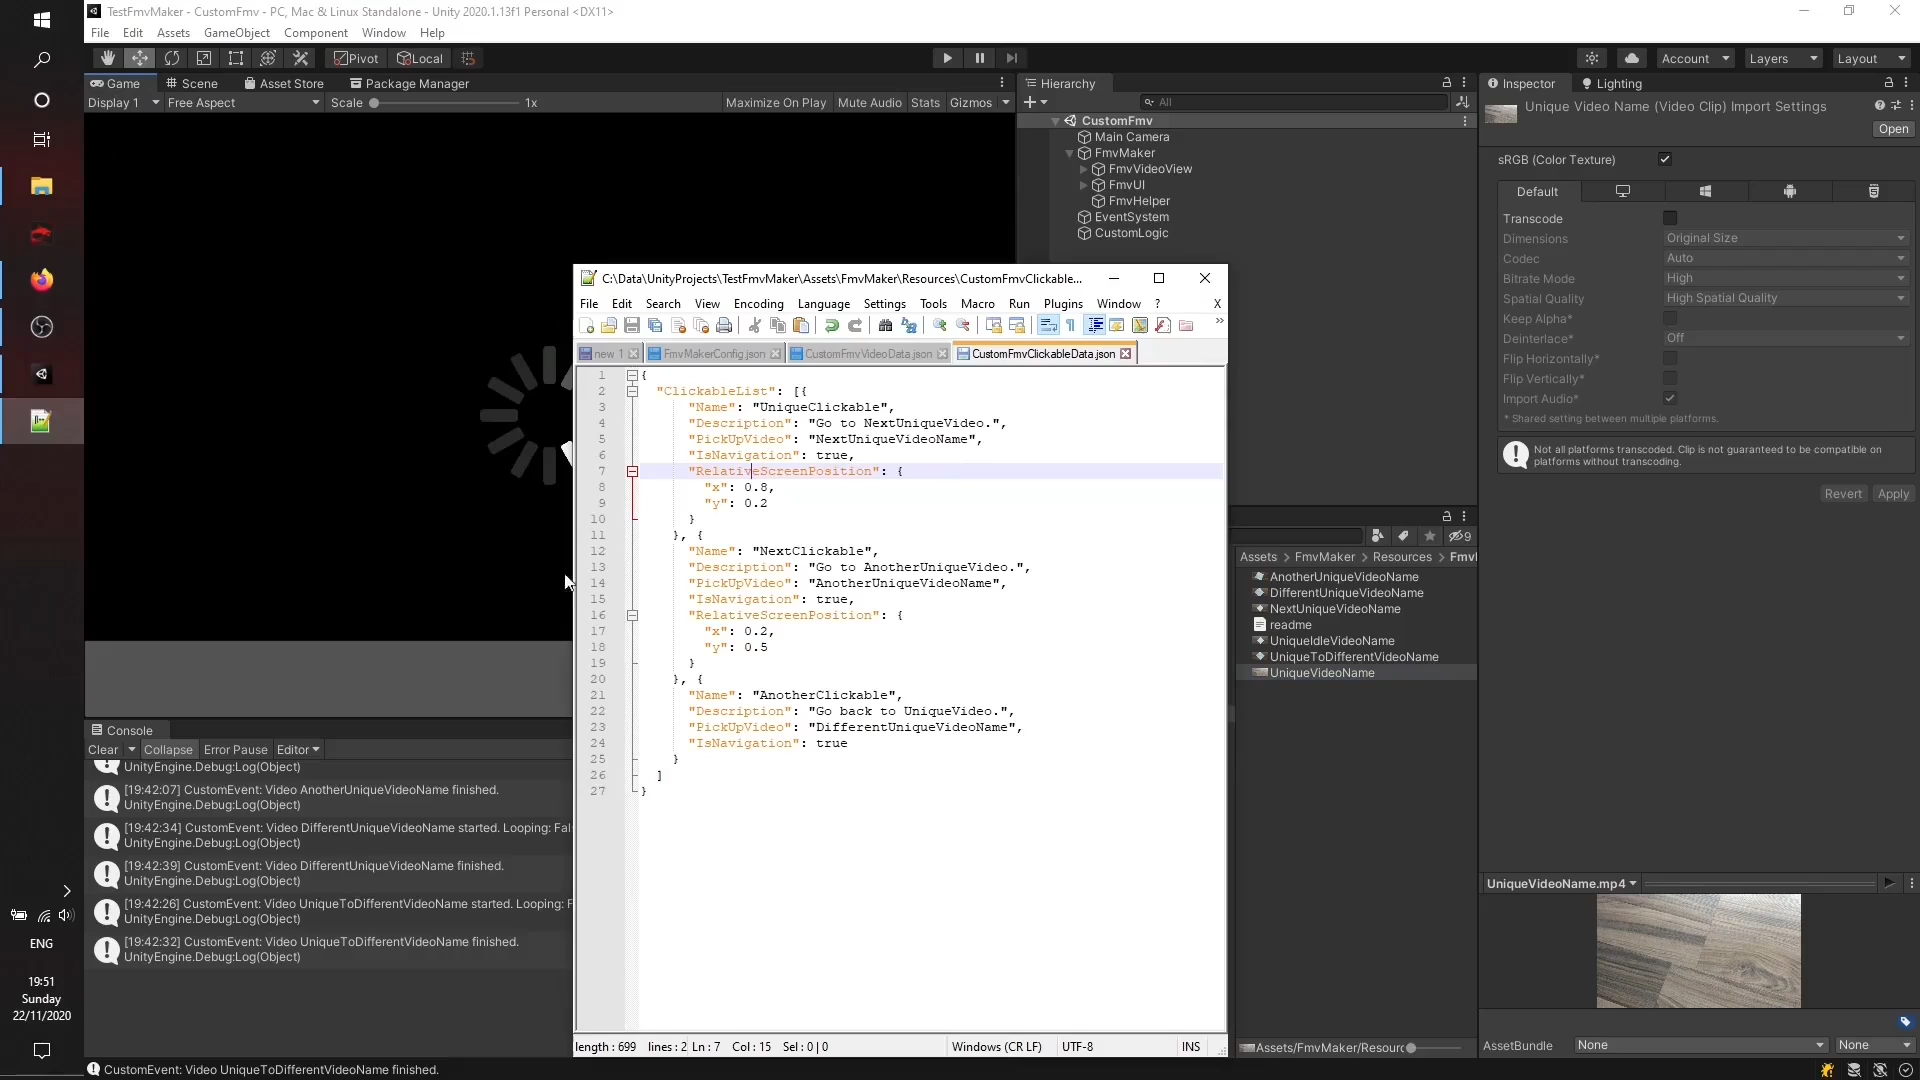 TestFmvMaker - CustomFmv - PC, Mac & Linux Standalone - Unity 2020.1.13f1 Personal <DX11>
File Edit Assets GameObject Component Window Help
Pivot Local Account Layers Layout
Game Scene Asset Store Package Manager
Display 1 Free Aspect Scale 1x Maximize On Play Mute Audio Stats Gizmos
Hierarchy
All
CustomFmv
Main Camera
FmvMaker
FmvVideoView
FmvUI
FmvHelper
EventSystem
CustomLogic
Inspector Lighting
Unique Video Name (Video Clip) Import Settings
Open
sRGB (Color Texture)
Default
Transcode
Dimensions Original Size
Codec Auto
Bitrate Mode High
Spatial Quality High Spatial Quality
Keep Alpha*
Deinterlace* Off
Flip Horizontally*
Flip Vertically*
Import Audio*
* Shared setting between multiple platforms.
Not all platforms transcoded. Clip is not guaranteed to be compatible on
platforms without transcoding.
Revert Apply
C:\Data\UnityProjects\TestFmvMaker\Assets\FmvMaker\Resources\CustomFmvClickable...
File Edit Search View Encoding Language Settings Tools Macro Run Plugins Window ? X
new 1 FmvMakerConfig.json CustomFmvVideoData.json CustomFmvClickableData.json
1 {
2 "ClickableList": [{
3 "Name": "UniqueClickable",
4 "Description": "Go to NextUniqueVideo.",
5 "PickUpVideo": "NextUniqueVideoName",
6 "IsNavigation": true,
7 "RelativeScreenPosition": {
8 "x": 0.8,
9 "y": 0.2
10 }
11 }, {
12 "Name": "NextClickable",
13 "Description": "Go to AnotherUniqueVideo.",
14 "PickUpVideo": "AnotherUniqueVideoName",
15 "IsNavigation": true,
16 "RelativeScreenPosition": {
17 "x": 0.2,
18 "y": 0.5
19 }
20 }, {
21 "Name": "AnotherClickable",
22 "Description": "Go back to UniqueVideo.",
23 "PickUpVideo": "DifferentUniqueVideoName",
24 "IsNavigation": true
25 }
26 ]
27 }
length : 699 lines : 2 Ln : 7 Col : 15 Sel : 0 | 0 Windows (CR LF) UTF-8 INS
9
Assets > FmvMaker > Resources > FmvI
AnotherUniqueVideoName
DifferentUniqueVideoName
NextUniqueVideoName
readme
UniqueIdleVideoName
UniqueToDifferentVideoName
UniqueVideoName
Assets/FmvMaker/Resourc
UniqueVideoName.mp4
AssetBundle None None
Console
Clear Collapse Error Pause Editor
UnityEngine.Debug:Log(Object)
[19:42:07] CustomEvent: Video AnotherUniqueVideoName finished.
UnityEngine.Debug:Log(Object)
[19:42:34] CustomEvent: Video DifferentUniqueVideoName started. Looping: Fal
UnityEngine.Debug:Log(Object)
[19:42:39] CustomEvent: Video DifferentUniqueVideoName finished.
UnityEngine.Debug:Log(Object)
[19:42:26] CustomEvent: Video UniqueToDifferentVideoName started. Looping: F
UnityEngine.Debug:Log(Object)
[19:42:32] CustomEvent: Video UniqueToDifferentVideoName finished.
UnityEngine.Debug:Log(Object)
CustomEvent: Video UniqueToDifferentVideoName finished.
ENG
19:51
Sunday
22/11/2020